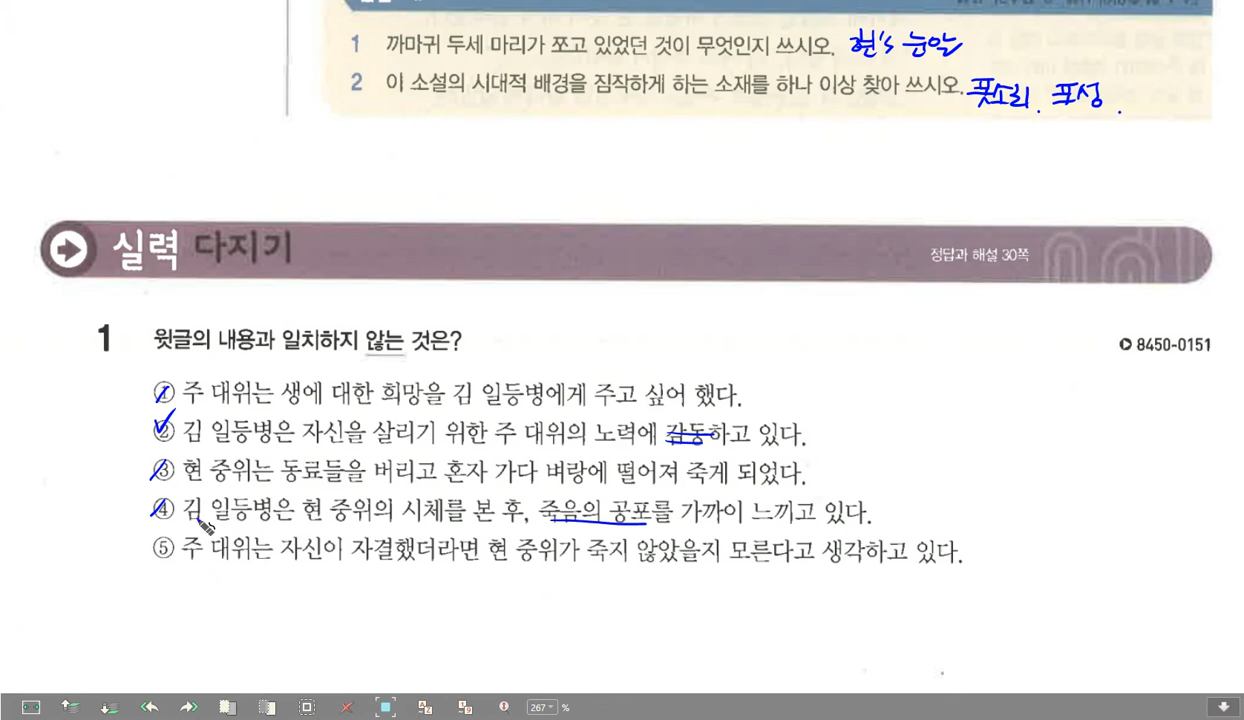 1 까마귀 두세 마리가 쪼고 있었던 것이 무엇인지 쓰시오. 현's 눈알
2 이 소설의 시대적 배경을 짐작하게 하는 소재를 하나 이상 찾아 쓰시오. 폿소리. 포성.
실력 다지기
정답과 해설 30쪽
1 윗글의 내용과 일치하지 않는 것은?
8450-0151
① 주 대위는 생에 대한 희망을 김 일등병에게 주고 싶어 했다.
② 김 일등병은 자신을 살리기 위한 주 대위의 노력에 감동하고 있다.
③ 현 중위는 동료들을 버리고 혼자 가다 벼랑에 떨어져 죽게 되었다.
④ 김 일등병은 현 중위의 시체를 본 후, 죽음의 공포를 가까이 느끼고 있다.
⑤ 주 대위는 자신이 자결했더라면 현 중위가 죽지 않았을지 모른다고 생각하고 있다.
267 %